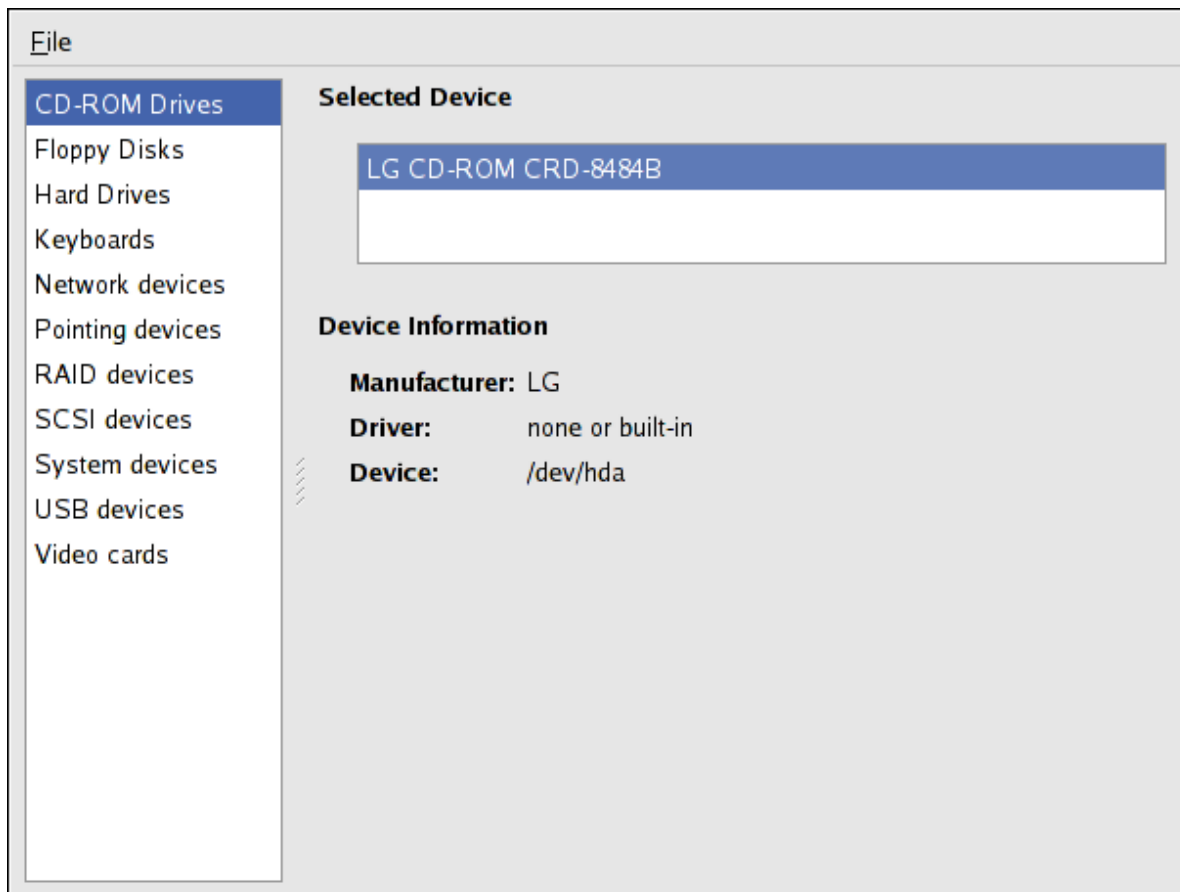 File
CD-ROM Drives
Floppy Disks
Hard Drives
Keyboards
Network devices
Pointing devices
RAID devices
SCSI devices
System devices
USB devices
Video cards
Selected Device
LG CD-ROM CRD-8484B
Device Information
Manufacturer: LG
Driver: none or built-in
Device: /dev/hda